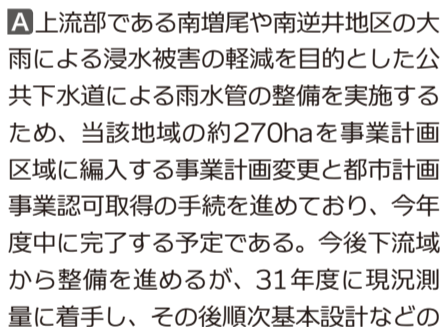 A上流部である南増尾や南逆井地区の大
雨による浸水被害の軽減を目的とした公
共下水道による雨水管の整備を実施する
ため、当該地域の約270haを事業計画
区域に編入する事業計画変更と都市計画
事業認可取得の手続を進めており、今年
度中に完了する予定である。今後下流域
から整備を進めるが、31年度に現況測
量に着手し、その後順次基本設計などの